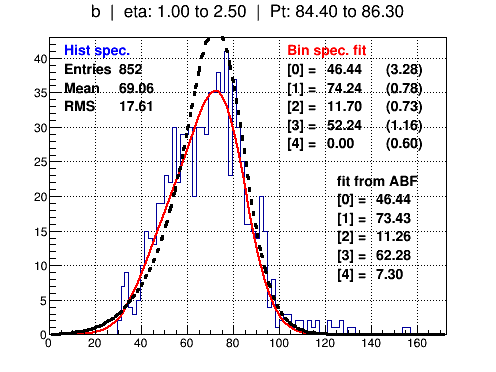 b | eta: 1.00 to 2.50 | Pt: 84.40 to 86.30
Hist spec.
Entries 852
Mean 69.06
RMS 17.61
Bin spec. fit
[0] = 46.44 (3.28)
[1] = 74.24 (0.78)
[2] = 11.70 (0.73)
[3] = 52.24 (1.16)
[4] = 0.00 (0.60)
fit from ABF
[0] = 46.44
[1] = 73.43
[2] = 11.26
[3] = 62.28
[4] = 7.30
40
35
30
25
20
15
10
5
0
0 20 40 60 80 100 120 140 160